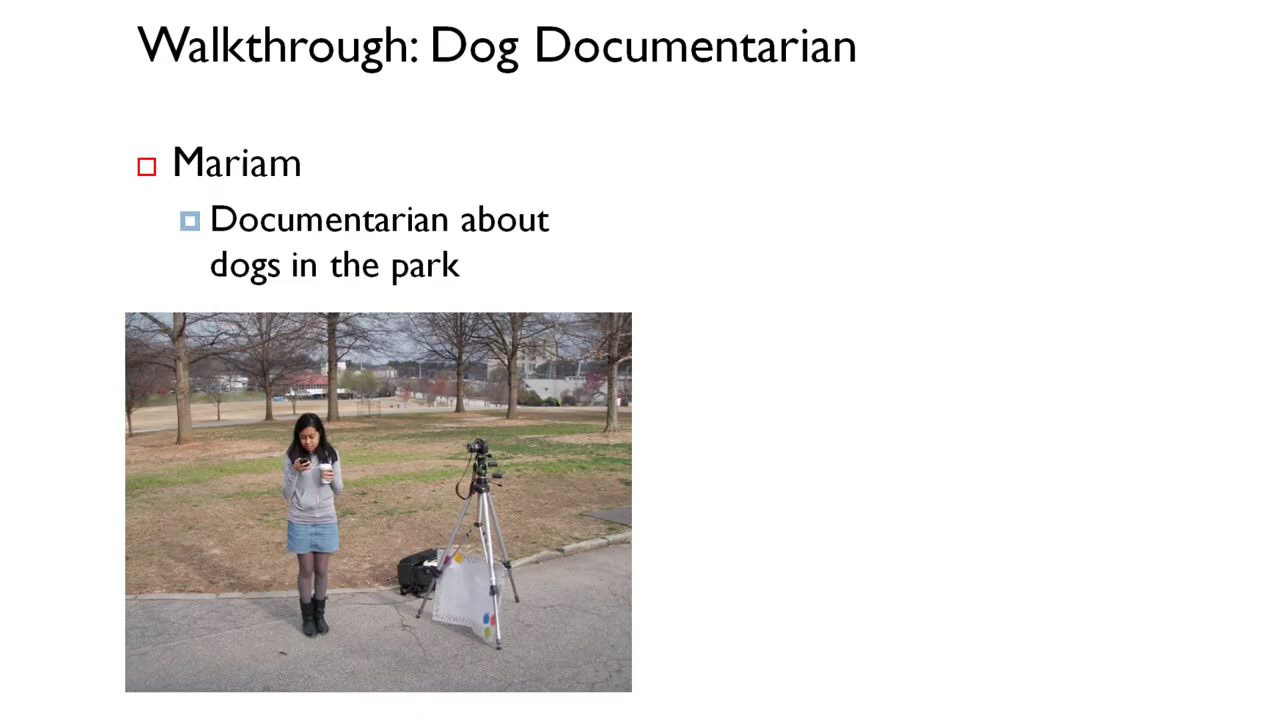 Walkthrough: Dog Documentarian
Mariam
Documentarian about
dogs in the park